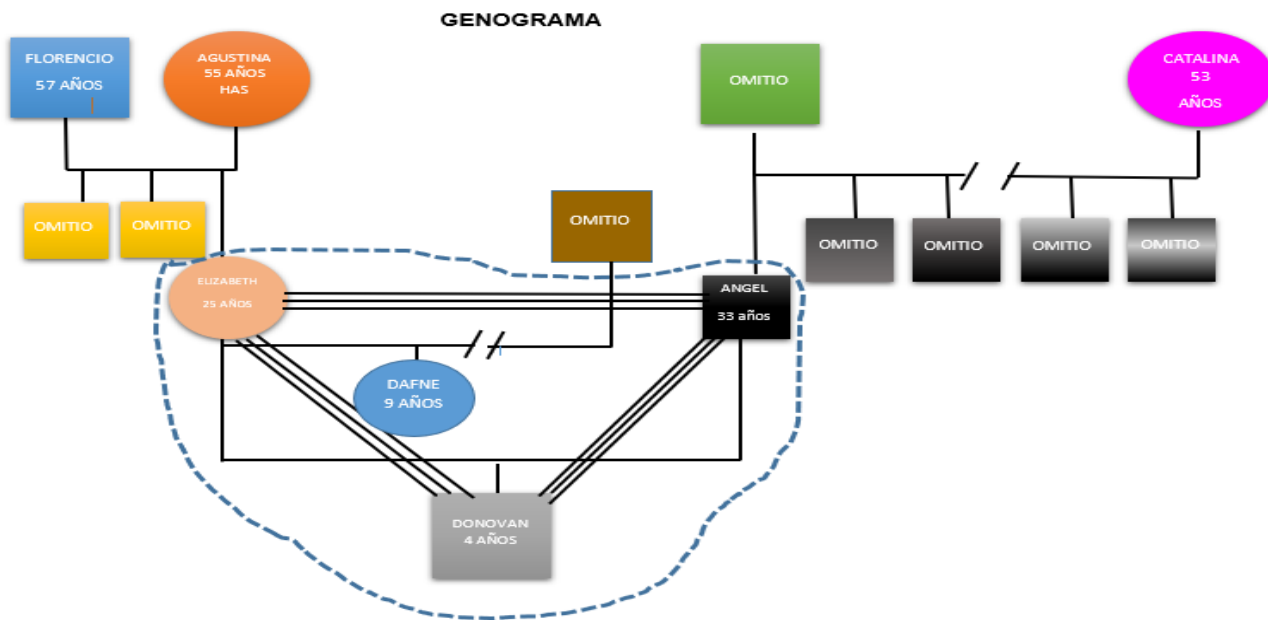 GENOGRAMA
FLORENCIO
57 AÑOS
AGUSTINA
55 AÑOS
HAS
OMITIO
CATALINA
53
AÑOS
OMITIO
OMITIO
OMITIO
OMITIO
OMITIO
OMITIO
OMITIO
ELIZABETH
25 AÑOS
ANGEL
33 años
DAFNE
9 AÑOS
DONOVAN
4 AÑOS